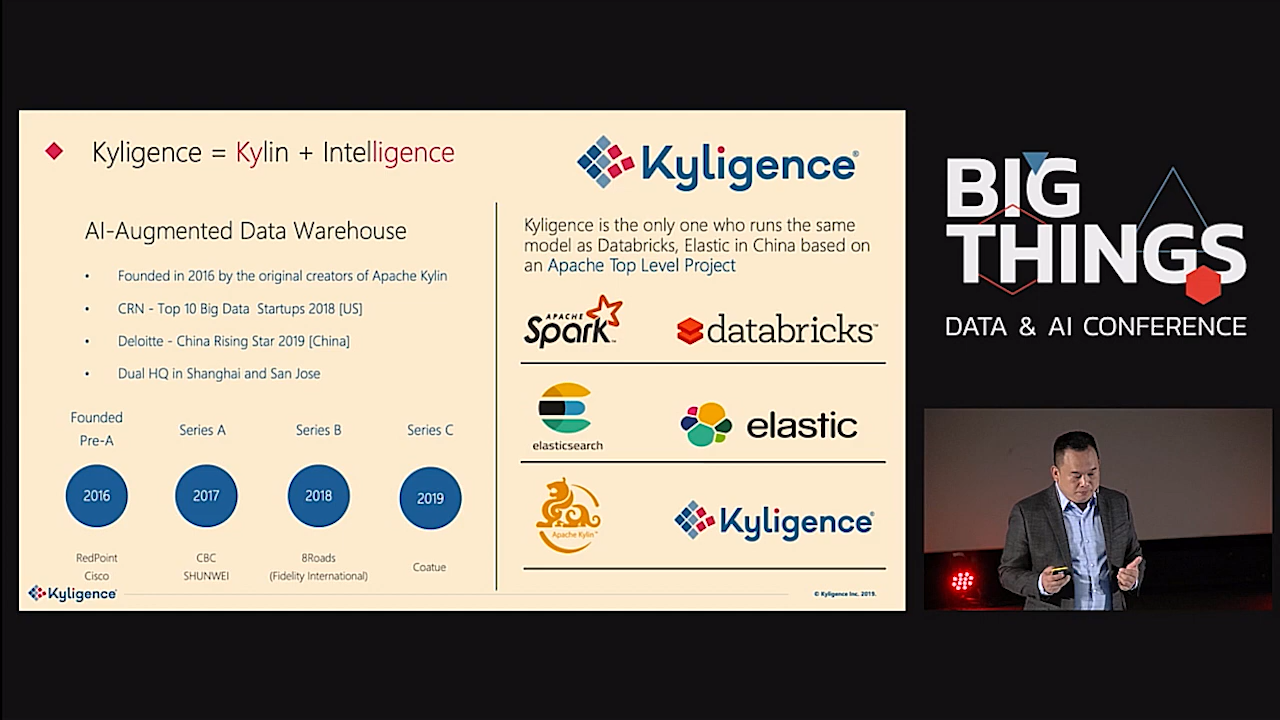 Kyligence = Kylin + Intelligence
Kyligence®
AI-Augmented Data Warehouse
• Founded in 2016 by the original creators of Apache Kylin
• CRN - Top 10 Big Data Startups 2018 [US]
• Deloitte - China Rising Star 2019 [China]
• Dual HQ in Shanghai and San Jose
Founded
Pre-A
Series A
Series B
Series C
2016
2017
2018
2019
RedPoint
Cisco
CBC
SHUNWEI
8Roads
(Fidelity International)
Coatue
Kyligence is the only one who runs the same
model as Databricks, Elastic in China based on
an Apache Top Level Project
APACHE
Spark™
databricks™
elasticsearch
elastic
Apache Kylin™
Kyligence®
Kyligence®
© Kyligence Inc. 2019.
BIG
THINGS
DATA & AI CONFERENCE